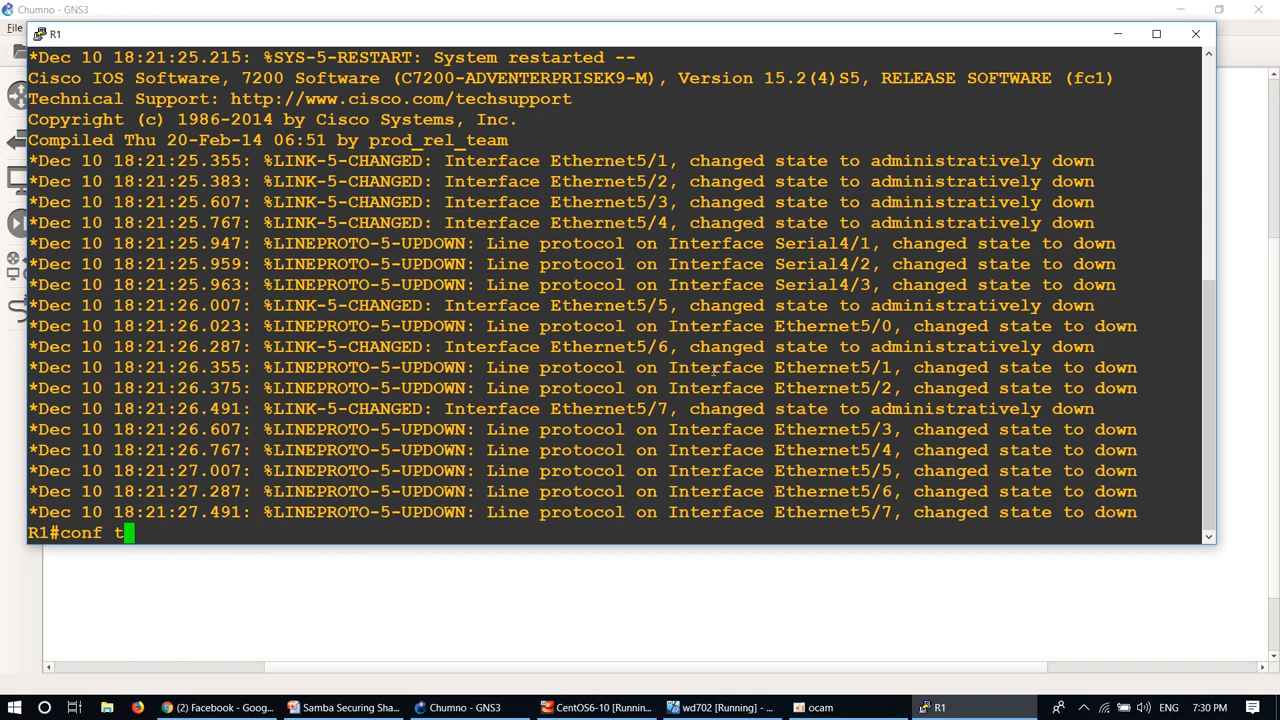 Chumno - GNS3
File
R1
*Dec 10 18:21:25.215: %SYS-5-RESTART: System restarted --
Cisco IOS Software, 7200 Software (C7200-ADVENTERPRISEK9-M), Version 15.2(4)S5, RELEASE SOFTWARE (fc1)
Technical Support: http://www.cisco.com/techsupport
Copyright (c) 1986-2014 by Cisco Systems, Inc.
Compiled Thu 20-Feb-14 06:51 by prod_rel_team
*Dec 10 18:21:25.355: %LINK-5-CHANGED: Interface Ethernet5/1, changed state to administratively down
*Dec 10 18:21:25.383: %LINK-5-CHANGED: Interface Ethernet5/2, changed state to administratively down
*Dec 10 18:21:25.607: %LINK-5-CHANGED: Interface Ethernet5/3, changed state to administratively down
*Dec 10 18:21:25.767: %LINK-5-CHANGED: Interface Ethernet5/4, changed state to administratively down
*Dec 10 18:21:25.947: %LINEPROTO-5-UPDOWN: Line protocol on Interface Serial4/1, changed state to down
*Dec 10 18:21:25.959: %LINEPROTO-5-UPDOWN: Line protocol on Interface Serial4/2, changed state to down
*Dec 10 18:21:25.963: %LINEPROTO-5-UPDOWN: Line protocol on Interface Serial4/3, changed state to down
*Dec 10 18:21:26.007: %LINK-5-CHANGED: Interface Ethernet5/5, changed state to administratively down
*Dec 10 18:21:26.023: %LINEPROTO-5-UPDOWN: Line protocol on Interface Ethernet5/0, changed state to down
*Dec 10 18:21:26.287: %LINK-5-CHANGED: Interface Ethernet5/6, changed state to administratively down
*Dec 10 18:21:26.355: %LINEPROTO-5-UPDOWN: Line protocol on Interface Ethernet5/1, changed state to down
*Dec 10 18:21:26.375: %LINEPROTO-5-UPDOWN: Line protocol on Interface Ethernet5/2, changed state to down
*Dec 10 18:21:26.491: %LINK-5-CHANGED: Interface Ethernet5/7, changed state to administratively down
*Dec 10 18:21:26.607: %LINEPROTO-5-UPDOWN: Line protocol on Interface Ethernet5/3, changed state to down
*Dec 10 18:21:26.767: %LINEPROTO-5-UPDOWN: Line protocol on Interface Ethernet5/4, changed state to down
*Dec 10 18:21:27.007: %LINEPROTO-5-UPDOWN: Line protocol on Interface Ethernet5/5, changed state to down
*Dec 10 18:21:27.287: %LINEPROTO-5-UPDOWN: Line protocol on Interface Ethernet5/6, changed state to down
*Dec 10 18:21:27.491: %LINEPROTO-5-UPDOWN: Line protocol on Interface Ethernet5/7, changed state to down
R1#conf t
(2) Facebook - Goog... Samba Securing Sha... Chumno - GNS3 CentOS6-10 [Runnin... wd702 [Running] - ... ocam R1 ENG 7:30 PM